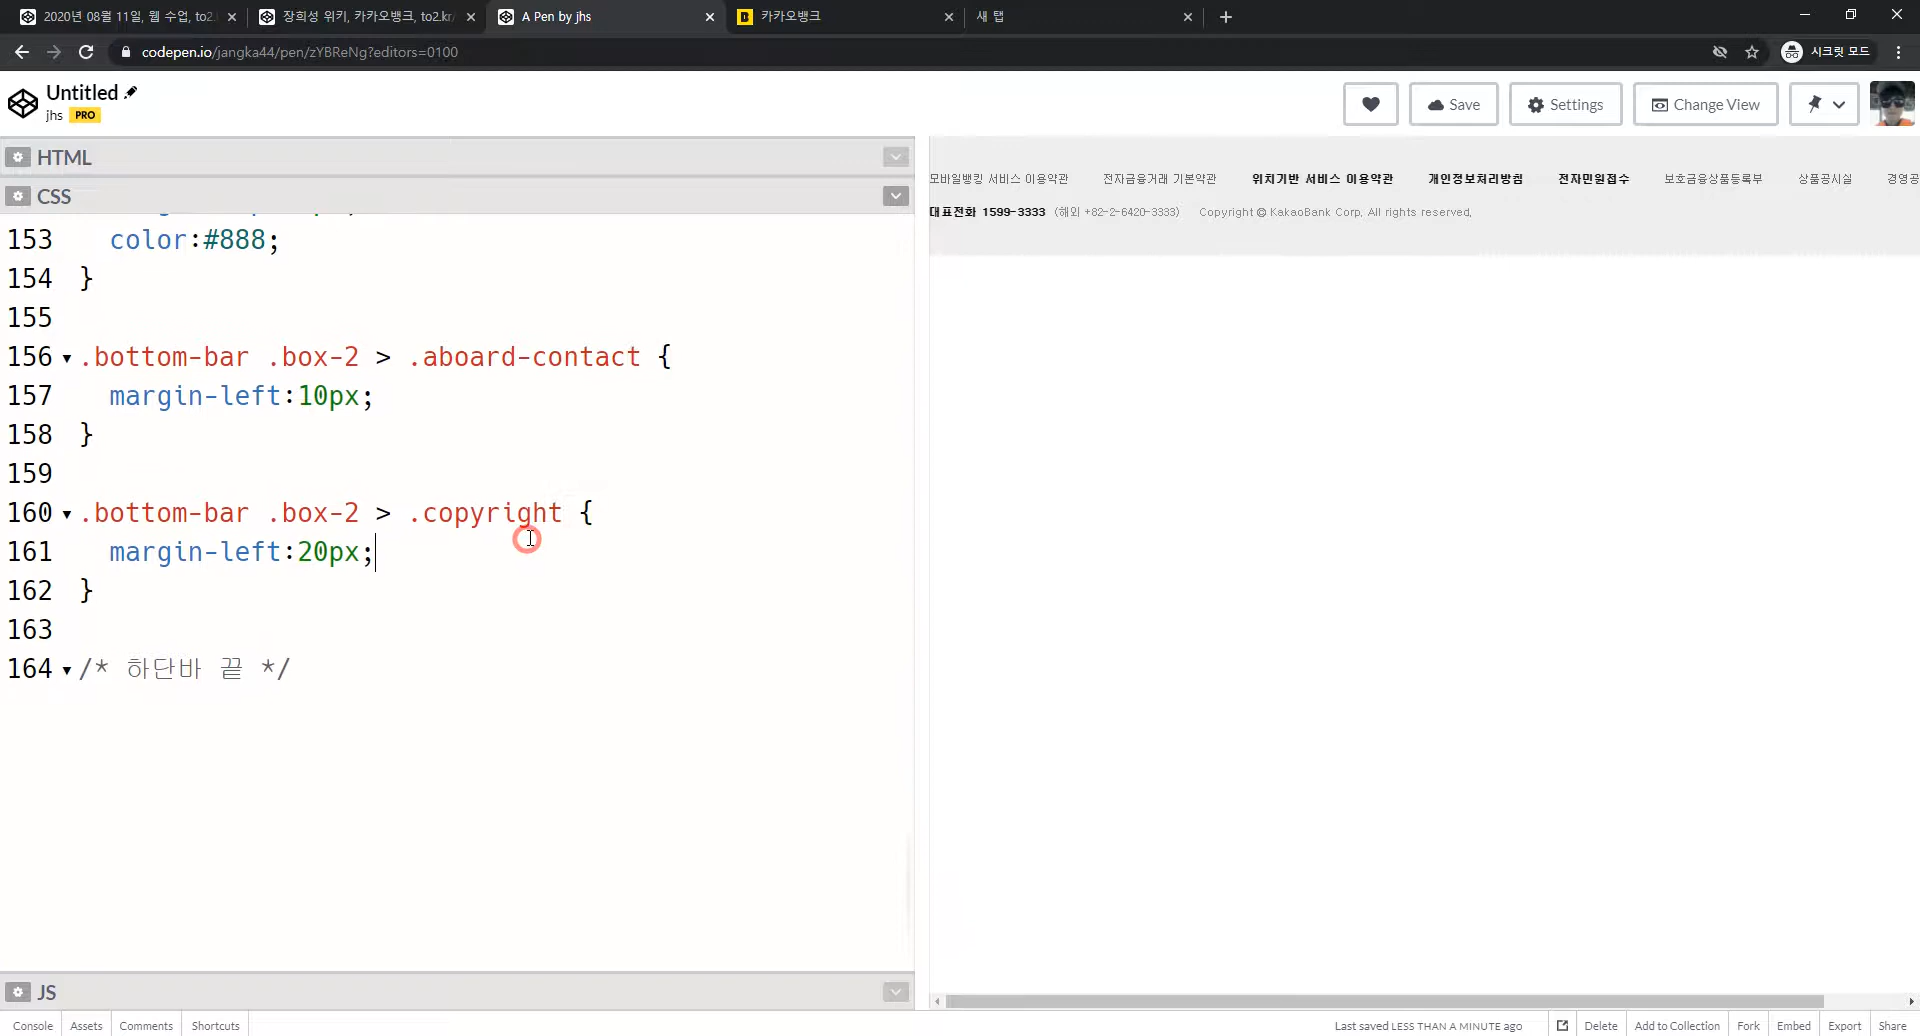 2020년 08월 11일, 웹 수업, to2.
장희성 위키, 카카오뱅크, to2.kr/
A Pen by jhs
카카오뱅크
새 탭
codepen.io/jangka44/pen/zYBReNg?editors=0100
시크릿 모드
Untitled
jhs PRO
Save
Settings
Change View
HTML
CSS
153 color:#888;
154 }
155
156 .bottom-bar .box-2 > .aboard-contact {
157 margin-left:10px;
158 }
159
160 .bottom-bar .box-2 > .copyright {
161 margin-left:20px;
162 }
163
164 /* 하단바 끝 */
모바일뱅킹 서비스 이용약관 전자금융거래 기본약관 위치기반 서비스 이용약관 개인정보처리방침 전자민원접수 보호금융상품등록부 상품공시실 경영공
대표전화 1599-3333 (해외 +82-2-6420-3333) Copyright © KakaoBank Corp. All rights reserved.
JS
Console Assets Comments Shortcuts
Last saved LESS THAN A MINUTE ago
Delete Add to Collection Fork Embed Export Share